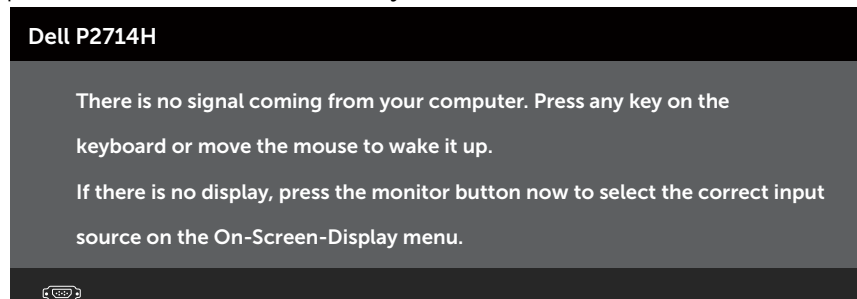 Dell P2714H
There is no signal coming from your computer. Press any key on the
keyboard or move the mouse to wake it up.
If there is no display, press the monitor button now to select the correct input
source on the On-Screen-Display menu.